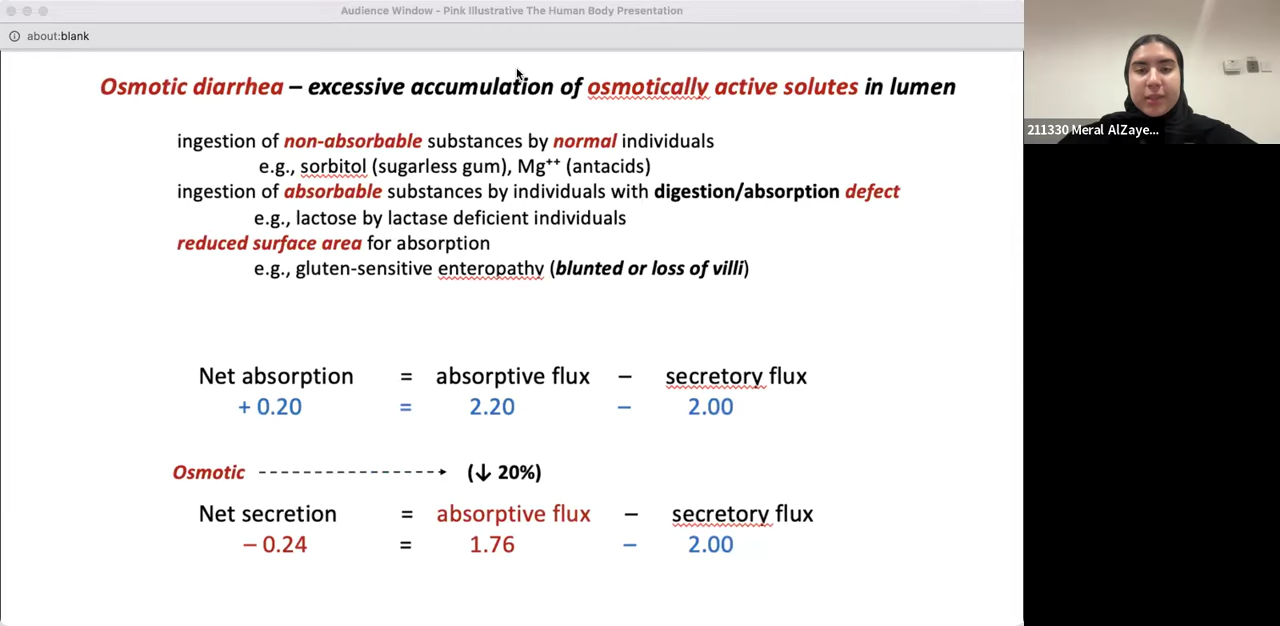 Audience Window - Pink Illustrative The Human Body Presentation
about:blank
Osmotic diarrhea – excessive accumulation of osmotically active solutes in lumen
ingestion of non-absorbable substances by normal individuals
e.g., sorbitol (sugarless gum), Mg⁺⁺ (antacids)
ingestion of absorbable substances by individuals with digestion/absorption defect
e.g., lactose by lactase deficient individuals
reduced surface area for absorption
e.g., gluten-sensitive enteropathy (blunted or loss of villi)
Net absorption = absorptive flux – secretory flux
+ 0.20 = 2.20 – 2.00
Osmotic (↓ 20%)
Net secretion = absorptive flux – secretory flux
– 0.24 = 1.76 – 2.00
211330 Meral AlZaye...